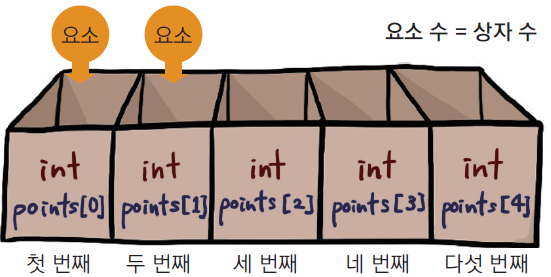 요소
요소
요소 수 = 상자 수
int
int
int
int
int
points[0]
points[1]
points[2]
points[3]
points[4]
첫 번째
두 번째
세 번째
네 번째
다섯 번째